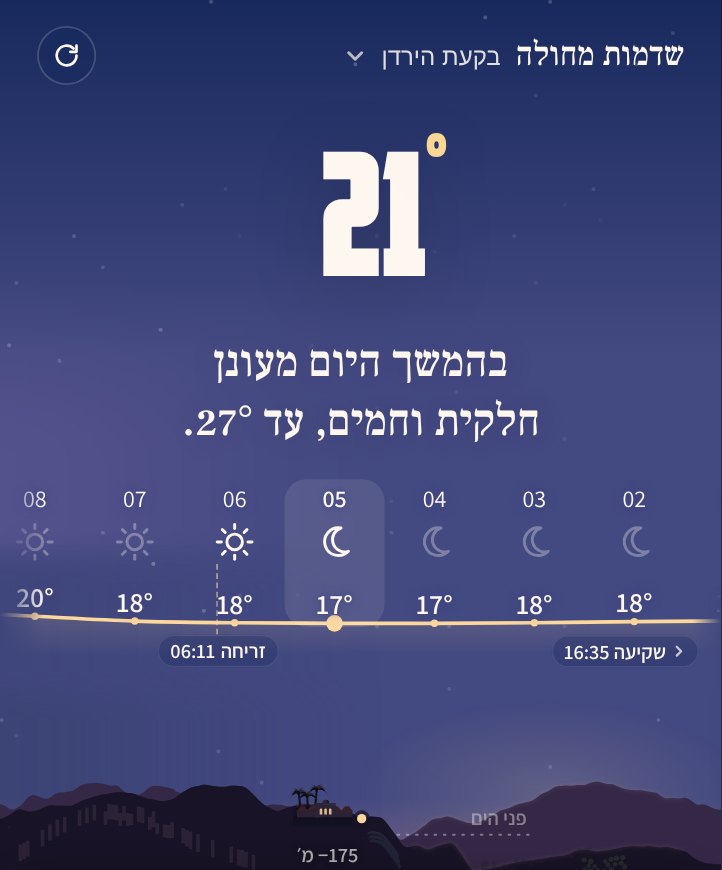 שדמות מחולה בקעת הירדן
21°
בהמשך היום מעונן
חלקית וחמים, עד 27°.
02 03 04 05 06 07 08
18° 18° 17° 17° 18° 18° 20°
שקיעה 16:35 זריחה 06:11
פני הים
−175 מ׳